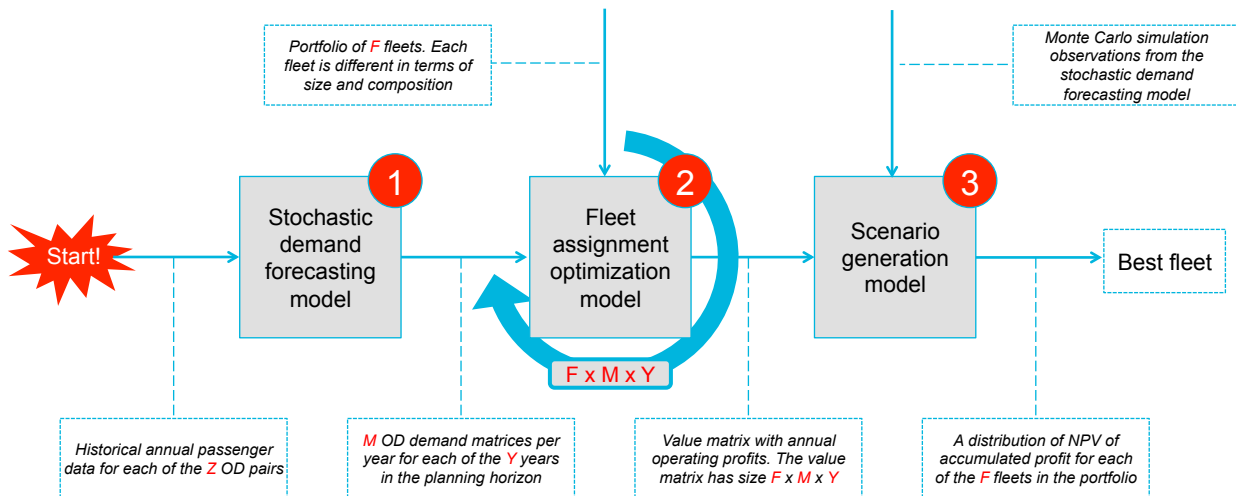 Portfolio of F fleets. Each
fleet is different in terms of
size and composition
Monte Carlo simulation
observations from the
stochastic demand
forecasting model
Start!
1
Stochastic
demand
forecasting
model
2
Fleet
assignment
optimization
model
F x M x Y
3
Scenario
generation
model
Best fleet
Historical annual passenger
data for each of the Z OD pairs
M OD demand matrices per
year for each of the Y years
in the planning horizon
Value matrix with annual
operating profits. The value
matrix has size F x M x Y
A distribution of NPV of
accumulated profit for each
of the F fleets in the portfolio